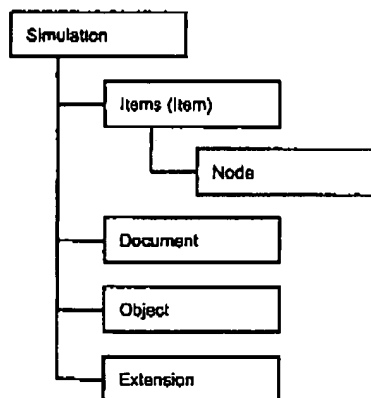 Simulation
Items (Item)
Node
Document
Object
Extension